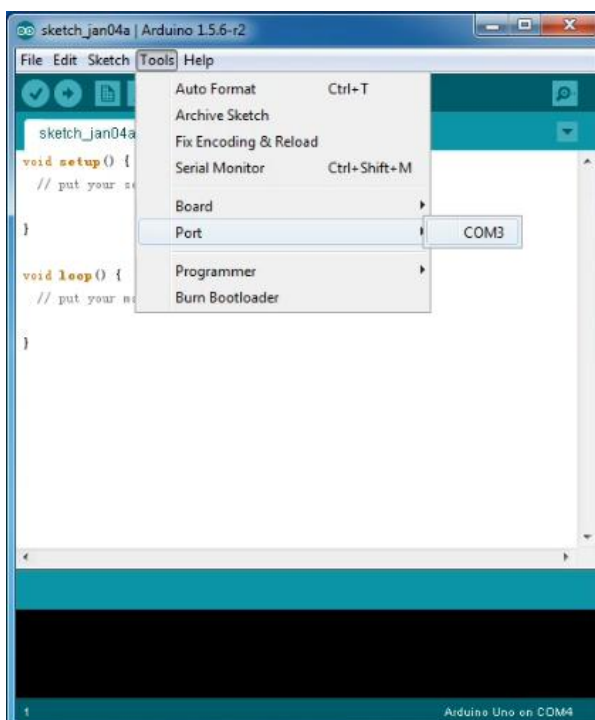 sketch_jan04a | Arduino 1.5.6-r2
File Edit Sketch Tools Help
Auto Format Ctrl+T
Archive Sketch
sketch_jan04a
Fix Encoding & Reload
void setup() {
Serial Monitor Ctrl+Shift+M
// put your
Board
}
Port
COM3
void loop() {
Programmer
// put your
Burn Bootloader
}
1
Arduino Uno on COM4